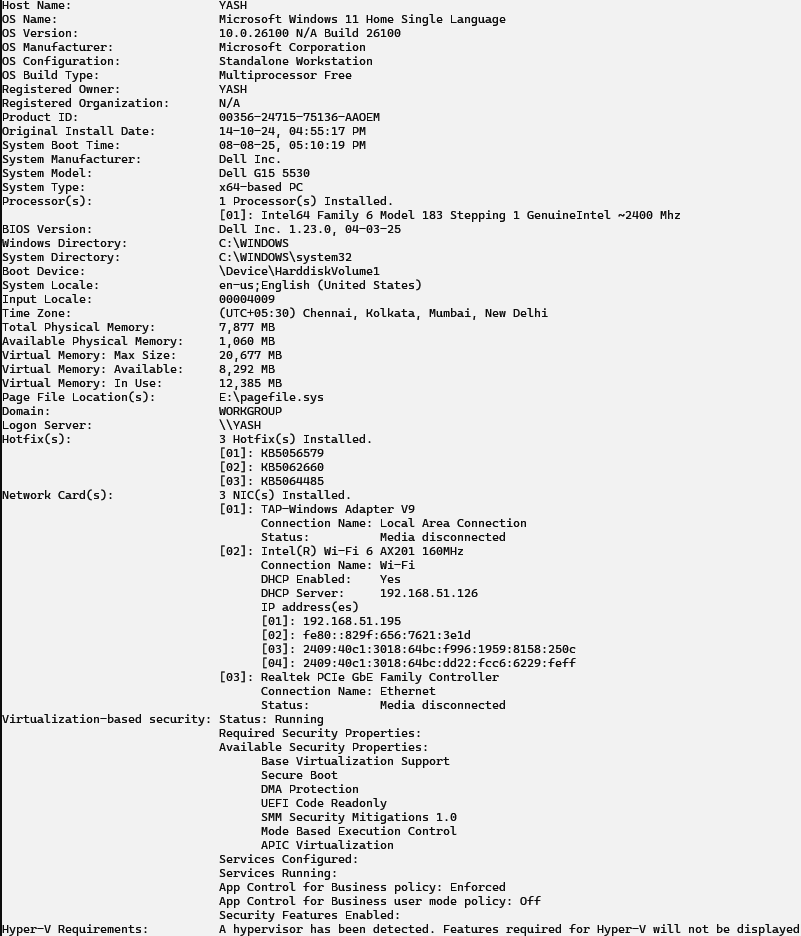 Host Name: YASH
OS Name: Microsoft Windows 11 Home Single Language
OS Version: 10.0.26100 N/A Build 26100
OS Manufacturer: Microsoft Corporation
OS Configuration: Standalone Workstation
OS Build Type: Multiprocessor Free
Registered Owner: YASH
Registered Organization: N/A
Product ID: 00356-24715-75136-AAOEM
Original Install Date: 14-10-24, 04:55:17 PM
System Boot Time: 08-08-25, 05:10:19 PM
System Manufacturer: Dell Inc.
System Model: Dell G15 5530
System Type: x64-based PC
Processor(s): 1 Processor(s) Installed.
[01]: Intel64 Family 6 Model 183 Stepping 1 GenuineIntel ~2400 Mhz
BIOS Version: Dell Inc. 1.23.0, 04-03-25
Windows Directory: C:\WINDOWS
System Directory: C:\WINDOWS\system32
Boot Device: \Device\HarddiskVolume1
System Locale: en-us;English (United States)
Input Locale: 00004009
Time Zone: (UTC+05:30) Chennai, Kolkata, Mumbai, New Delhi
Total Physical Memory: 7,877 MB
Available Physical Memory: 1,060 MB
Virtual Memory: Max Size: 20,677 MB
Virtual Memory: Available: 8,292 MB
Virtual Memory: In Use: 12,385 MB
Page File Location(s): E:\pagefile.sys
Domain: WORKGROUP
Logon Server: \\YASH
Hotfix(s): 3 Hotfix(s) Installed.
[01]: KB5056579
[02]: KB5062660
[03]: KB5064485
Network Card(s): 3 NIC(s) Installed.
[01]: TAP-Windows Adapter V9
Connection Name: Local Area Connection
Status: Media disconnected
[02]: Intel(R) Wi-Fi 6 AX201 160MHz
Connection Name: Wi-Fi
DHCP Enabled: Yes
DHCP Server: 192.168.51.126
IP address(es)
[01]: 192.168.51.195
[02]: fe80::829f:656:7621:3e1d
[03]: 2409:40c1:3018:64bc:f996:1959:8158:250c
[04]: 2409:40c1:3018:64bc:dd22:fcc6:6229:feff
[03]: Realtek PCIe GbE Family Controller
Connection Name: Ethernet
Status: Media disconnected
Virtualization-based security: Status: Running
Required Security Properties:
Available Security Properties:
Base Virtualization Support
Secure Boot
DMA Protection
UEFI Code Readonly
SMM Security Mitigations 1.0
Mode Based Execution Control
APIC Virtualization
Services Configured:
Services Running:
App Control for Business policy: Enforced
App Control for Business user mode policy: Off
Security Features Enabled:
Hyper-V Requirements: A hypervisor has been detected. Features required for Hyper-V will not be displayed